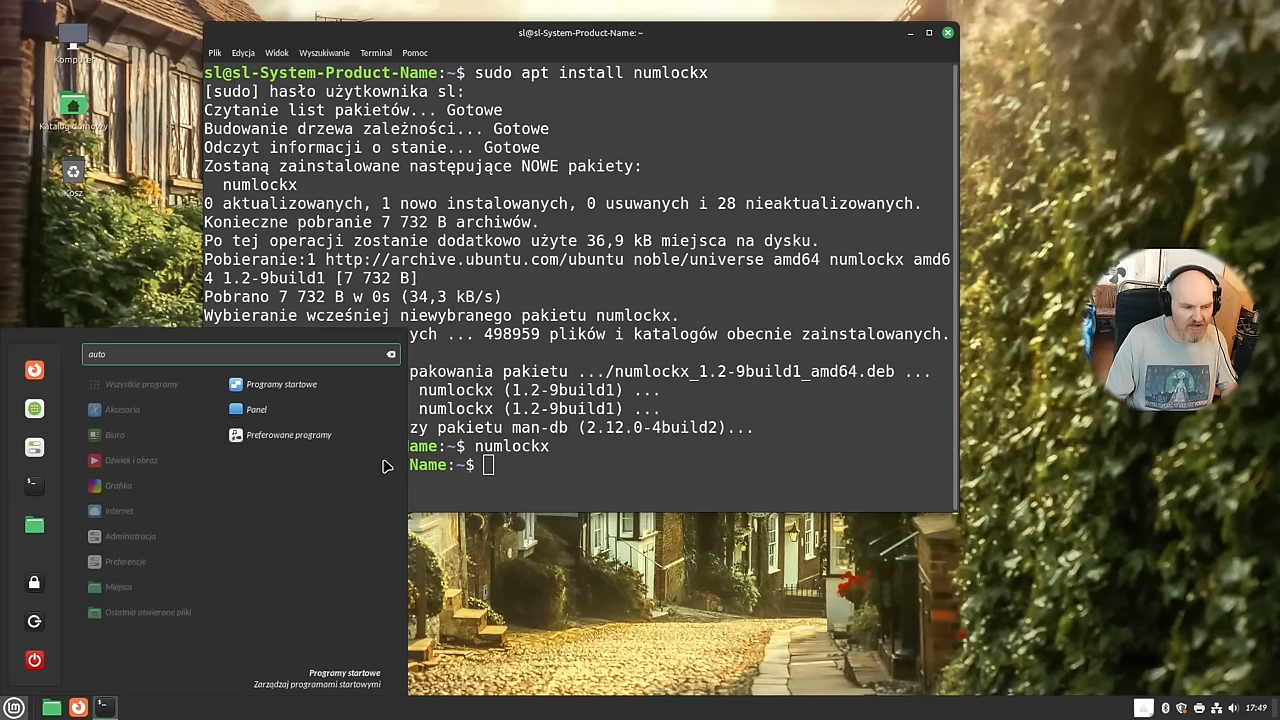 Komputer
Katalog domowy
Kosz
sl@sl-System-Product-Name: ~
Plik Edycja Widok Wyszukiwanie Terminal Pomoc
sl@sl-System-Product-Name:~$ sudo apt install numlockx
[sudo] hasło użytkownika sl:
Czytanie list pakietów... Gotowe
Budowanie drzewa zależności... Gotowe
Odczyt informacji o stanie... Gotowe
Zostaną zainstalowane następujące NOWE pakiety:
numlockx
0 aktualizowanych, 1 nowo instalowanych, 0 usuwanych i 28 nieaktualizowanych.
Konieczne pobranie 7 732 B archiwów.
Po tej operacji zostanie dodatkowo użyte 36,9 kB miejsca na dysku.
Pobieranie:1 http://archive.ubuntu.com/ubuntu noble/universe amd64 numlockx amd6
4 1.2-9build1 [7 732 B]
Pobrano 7 732 B w 0s (34,3 kB/s)
Wybieranie wcześniej niewybranego pakietu numlockx.
ych ... 498959 plików i katalogów obecnie zainstalowanych.
pakowania pakietu .../numlockx_1.2-9build1_amd64.deb ...
numlockx (1.2-9build1) ...
numlockx (1.2-9build1) ...
zy pakietu man-db (2.12.0-4build2)...
ame:~$ numlockx
Name:~$
auto
Wszystkie programy
Akcesoria
Biuro
Dźwięk i obraz
Grafika
Internet
Administracja
Preferencje
Miejsca
Ostatnio otwierane pliki
Programy startowe
Panel
Preferowane programy
Programy startowe
Zarządzaj programami startowymi
17:49